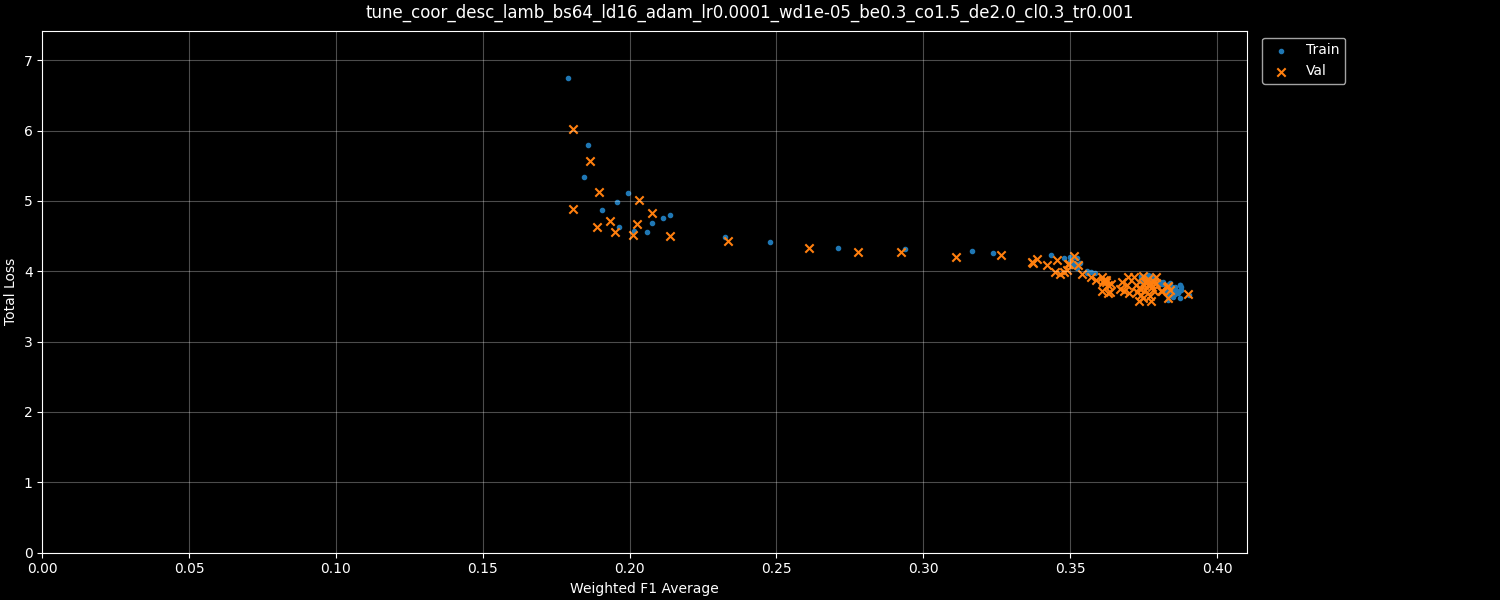 tune_coor_desc_lamb_bs64_ld16_adam_lr0.0001_wd1e-05_be0.3_co1.5_de2.0_cl0.3_tr0.001
Train
Val
7
6
5
4
3
2
1
0
Total Loss
0.00 0.05 0.10 0.15 0.20 0.25 0.30 0.35 0.40
Weighted F1 Average